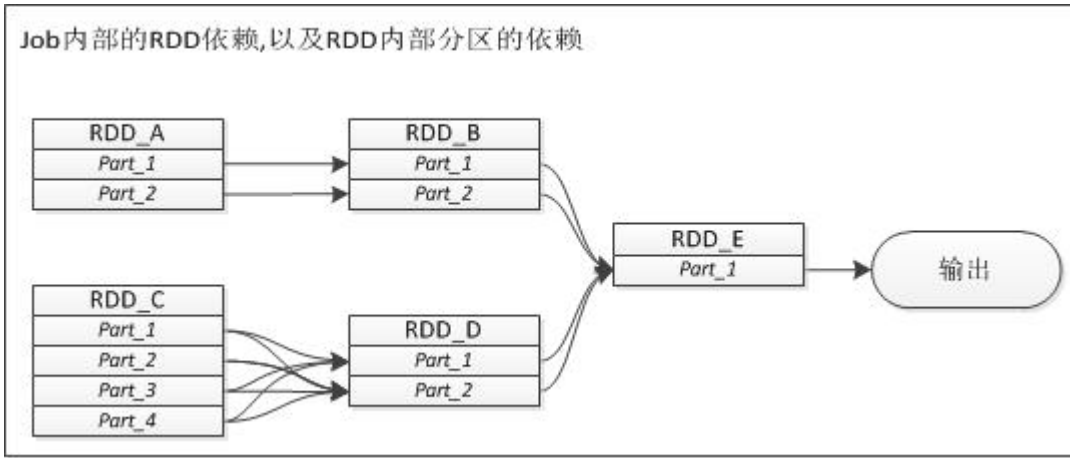 Job内部的RDD依赖,以及RDD内部分区的依赖
RDD_A
Part_1
Part_2
RDD_B
Part_1
Part_2
RDD_C
Part_1
Part_2
Part_3
Part_4
RDD_D
Part_1
Part_2
RDD_E
Part_1
输出